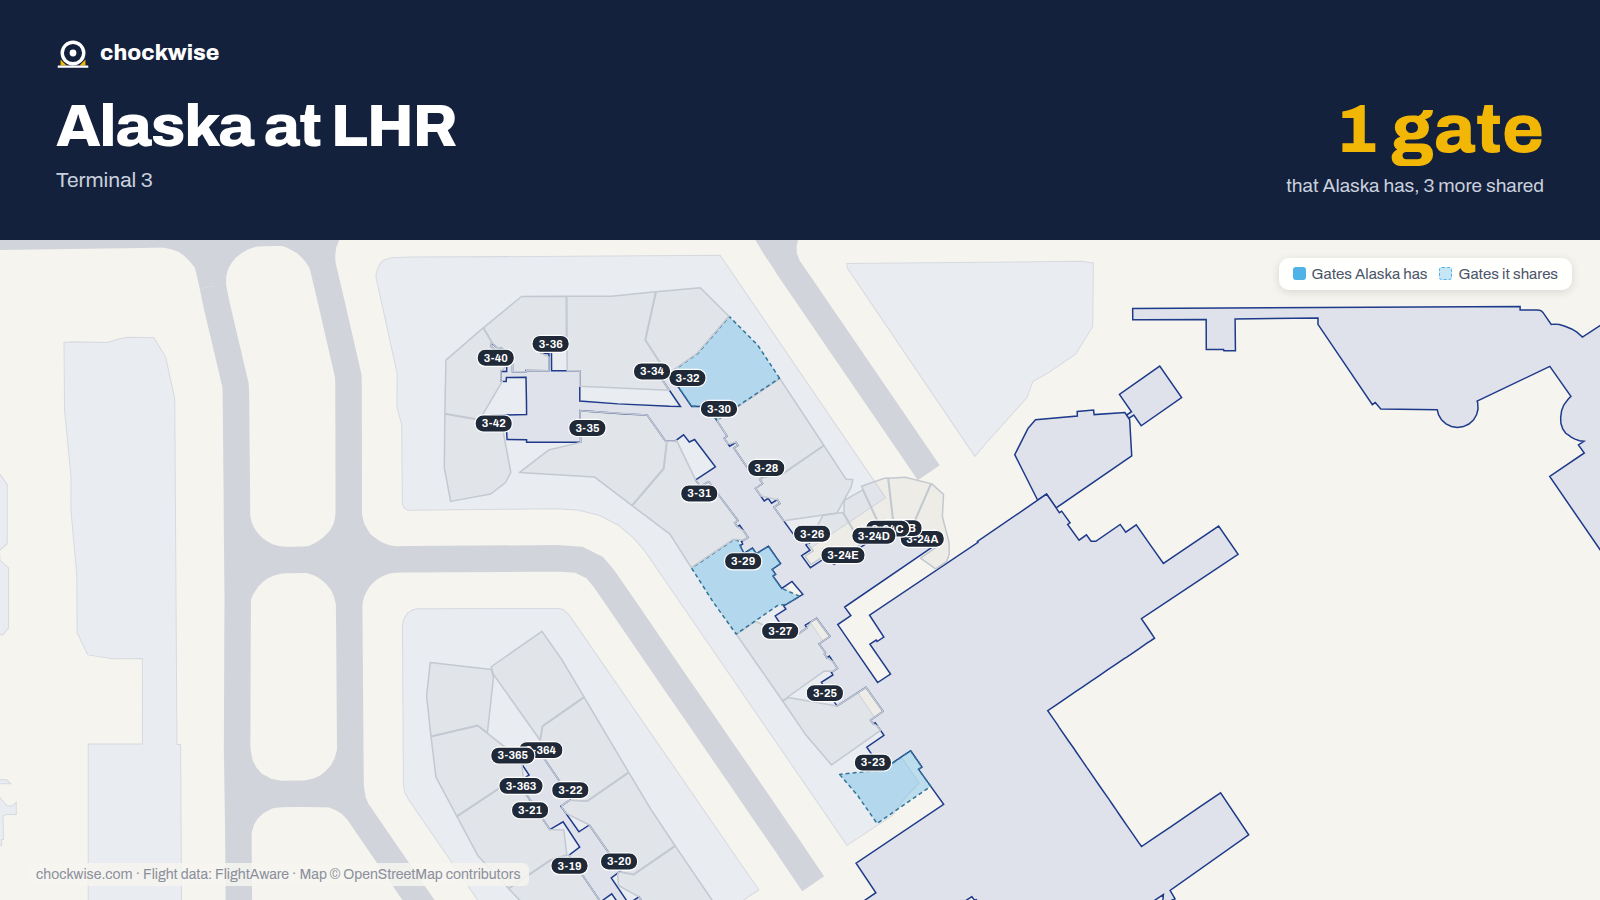 chockwise
Alaska at LHR
Terminal 3
1 gate
that Alaska has, 3 more shared
Gates Alaska has
Gates it shares
3-36
3-40
3-34
3-32
3-30
3-42
3-35
3-28
3-31
3-26
3-24D
3-24A
3-24E
3-29
3-27
3-25
3-23
3-365
3-363
3-22
3-21
3-19
3-20
chockwise.com · Flight data: FlightAware · Map © OpenStreetMap contributors